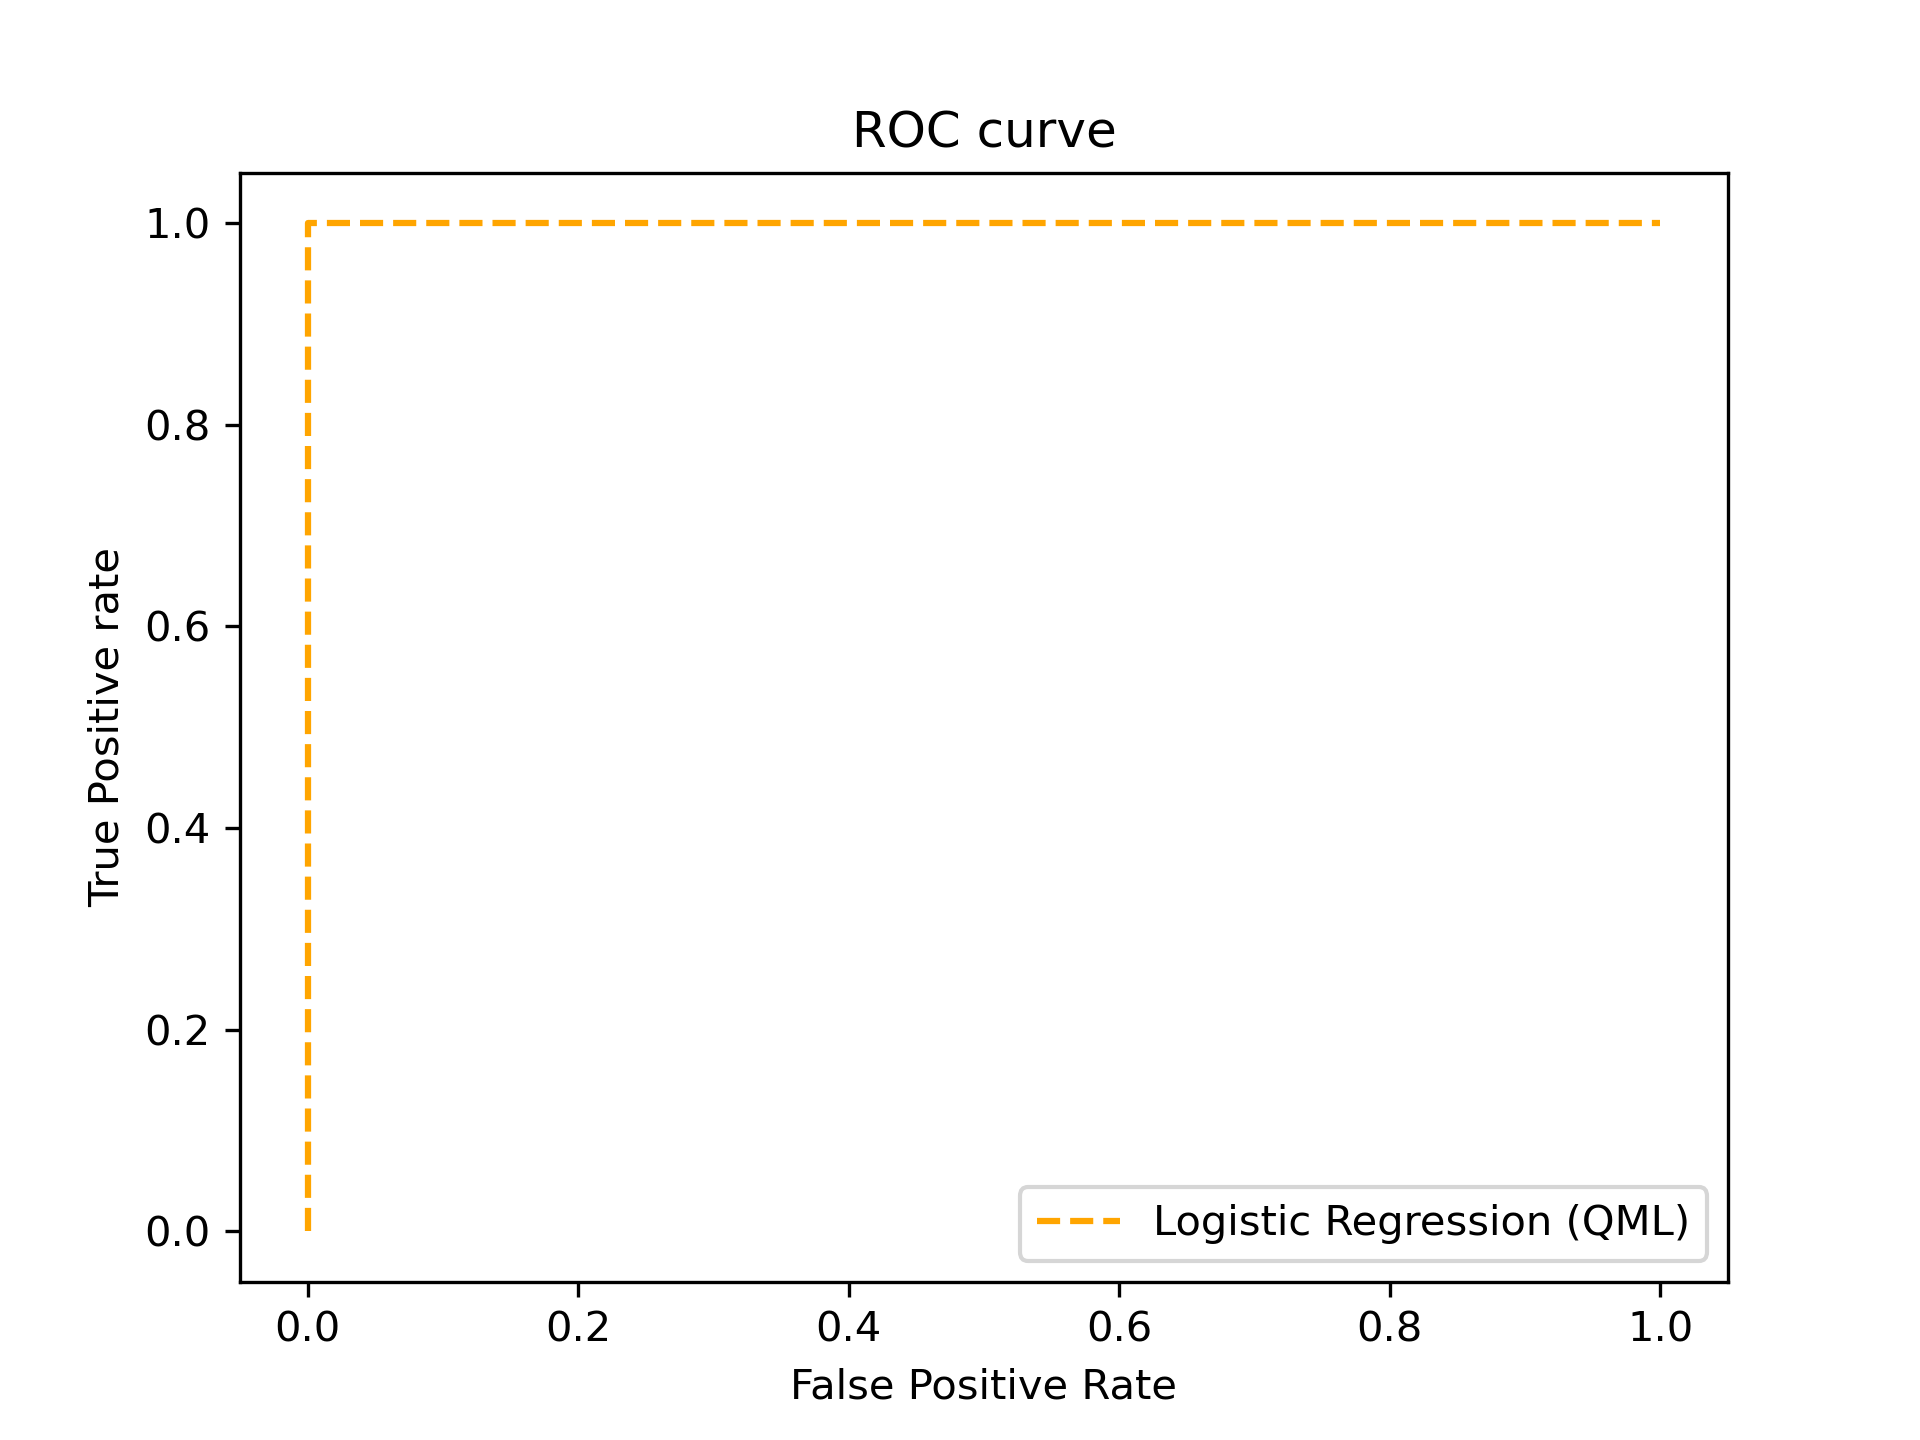 ROC curve
1.0
0.8
0.6
0.4
0.2
0.0
True Positive rate
Logistic Regression (QML)
0.0 0.2 0.4 0.6 0.8 1.0
False Positive Rate